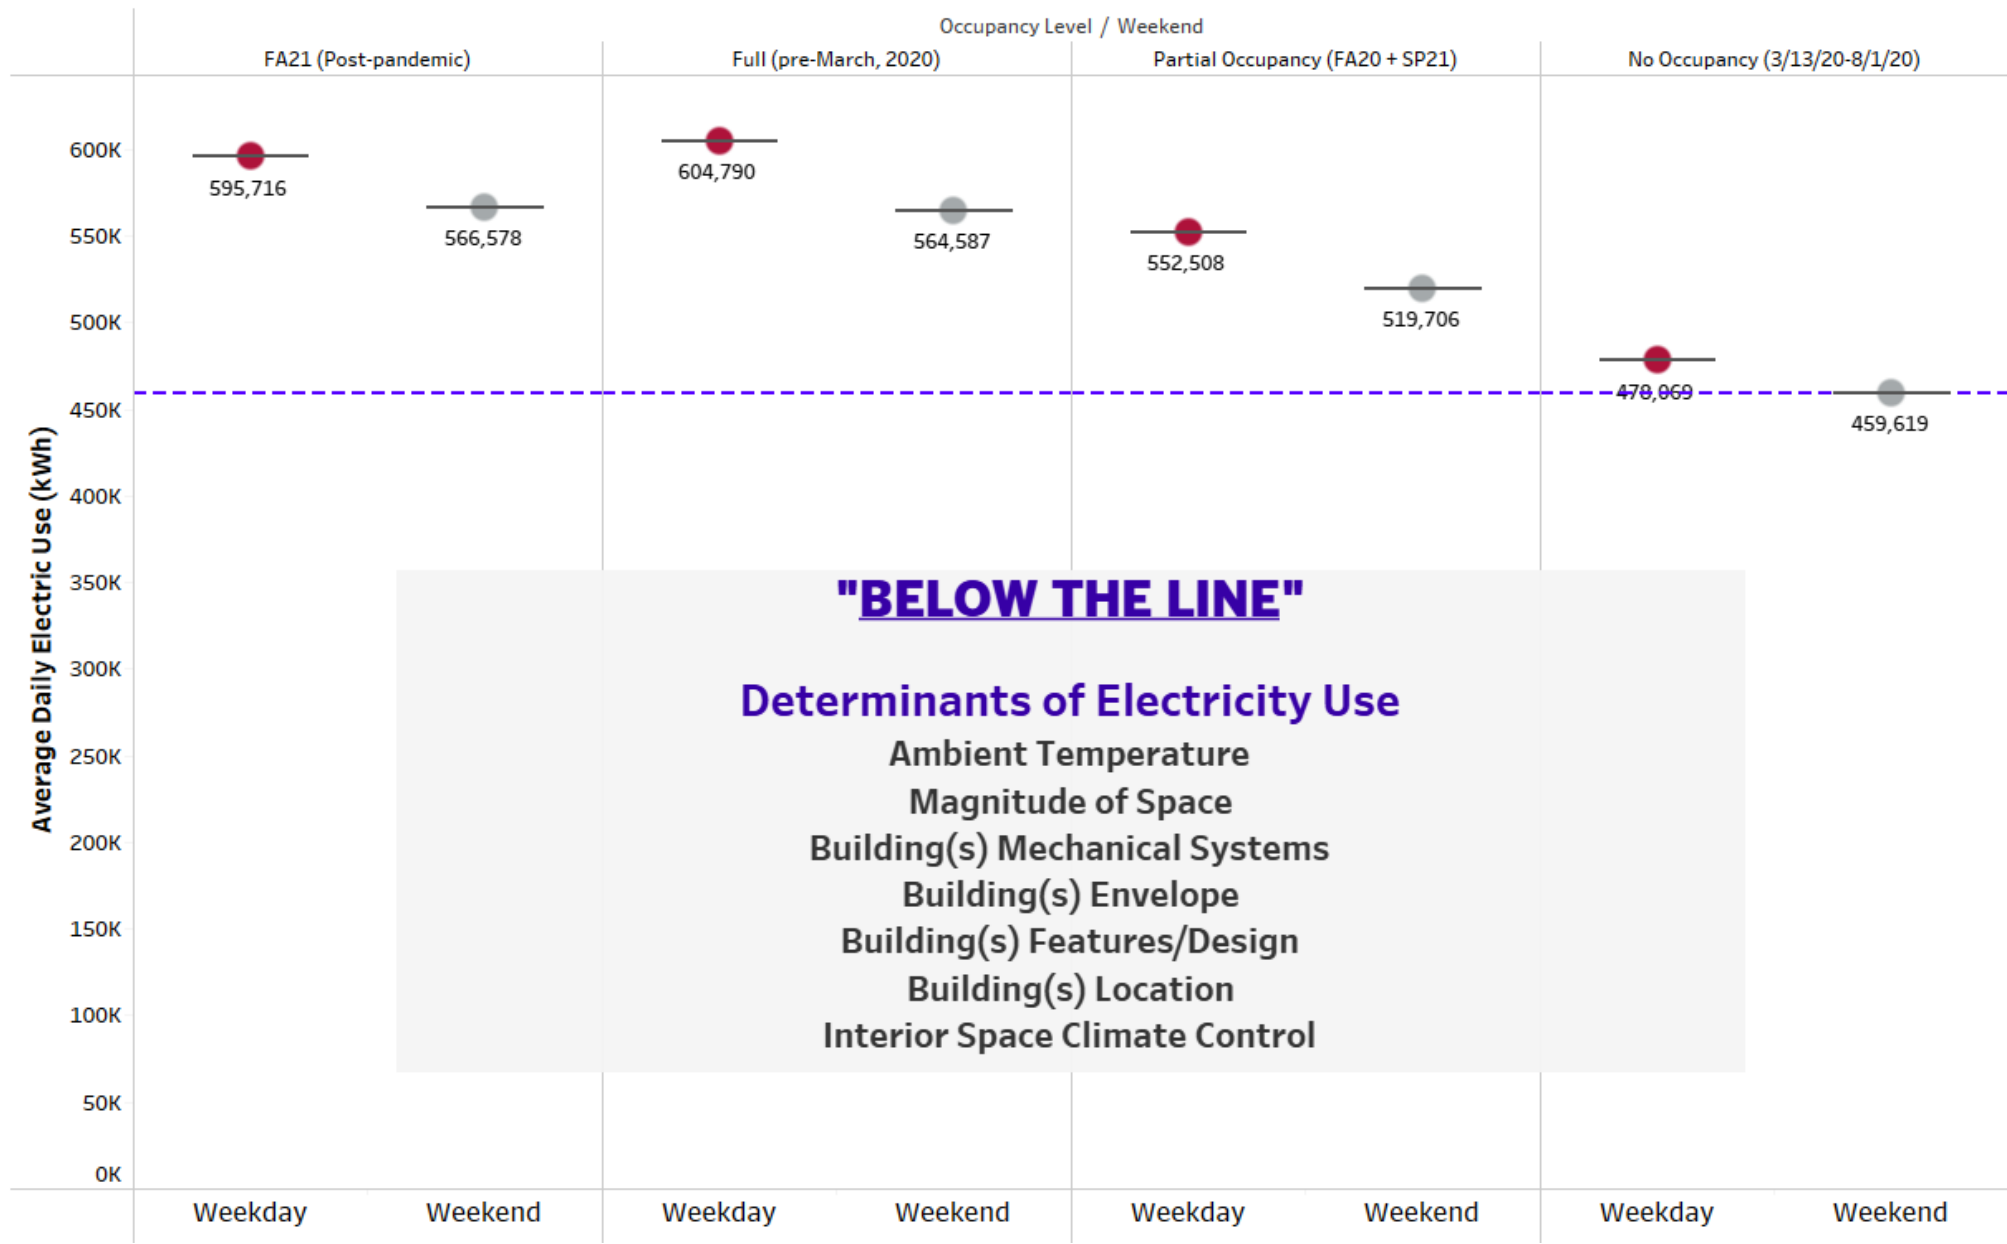 Occupancy Level / Weekend
FA21 (Post-pandemic)
Full (pre-March, 2020)
Partial Occupancy (FA20 + SP21)
No Occupancy (3/13/20-8/1/20)
Average Daily Electric Use (kWh)
600K
550K
500K
450K
400K
350K
300K
250K
200K
150K
100K
50K
0K
595,716
566,578
604,790
564,587
552,508
519,706
478,069
459,619
"BELOW THE LINE"
Determinants of Electricity Use
Ambient Temperature
Magnitude of Space
Building(s) Mechanical Systems
Building(s) Envelope
Building(s) Features/Design
Building(s) Location
Interior Space Climate Control
Weekday
Weekend
Weekday
Weekend
Weekday
Weekend
Weekday
Weekend